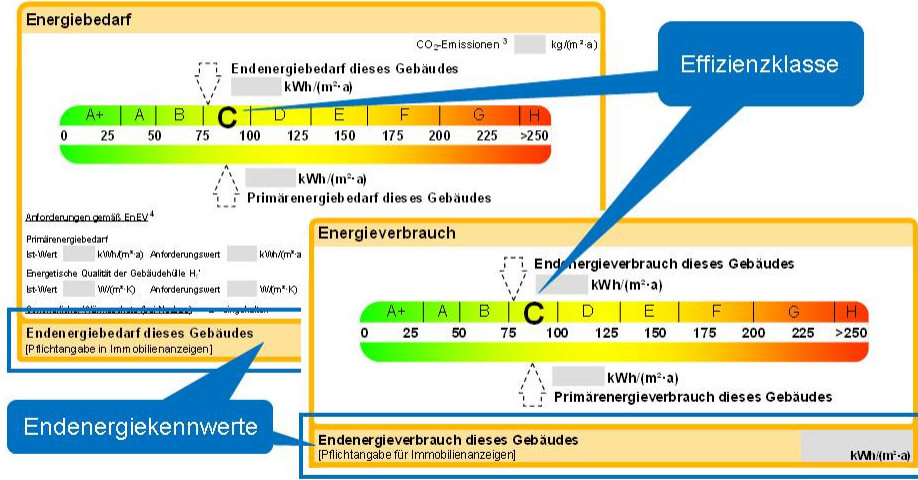 Energiebedarf
CO₂-Emissionen ³ kg/(m²·a)
Endenergiebedarf dieses Gebäudes
kWh/(m²·a)
A+ A B C D E F G H
0 25 50 75 100 125 150 175 200 225 >250
kWh/(m²·a)
Primärenergiebedarf dieses Gebäudes
Anforderungen gemäß EnEV ⁴
Primärenergiebedarf
Ist-Wert kWh/(m²·a) Anforderungswert kWh/(m²·a
Energetische Qualität der Gebäudehülle H
Ist-Wert W/(m²·K) Anforderungswert W/(m²·K)
Endenergiebedarf dieses Gebäudes
[Pflichtangabe in Immobilienanzeigen]
Effizienzklasse
Endenergiekennwerte
Energieverbrauch
Endenergieverbrauch dieses Gebäudes
kWh/(m²·a)
A+ A B C D E F G H
0 25 50 75 100 125 150 175 200 225 >250
kWh/(m²·a)
Primärenergieverbrauch dieses Gebäudes
Endenergieverbrauch dieses Gebäudes
[Pflichtangabe für Immobilienanzeigen]
kWh/(m²·a)